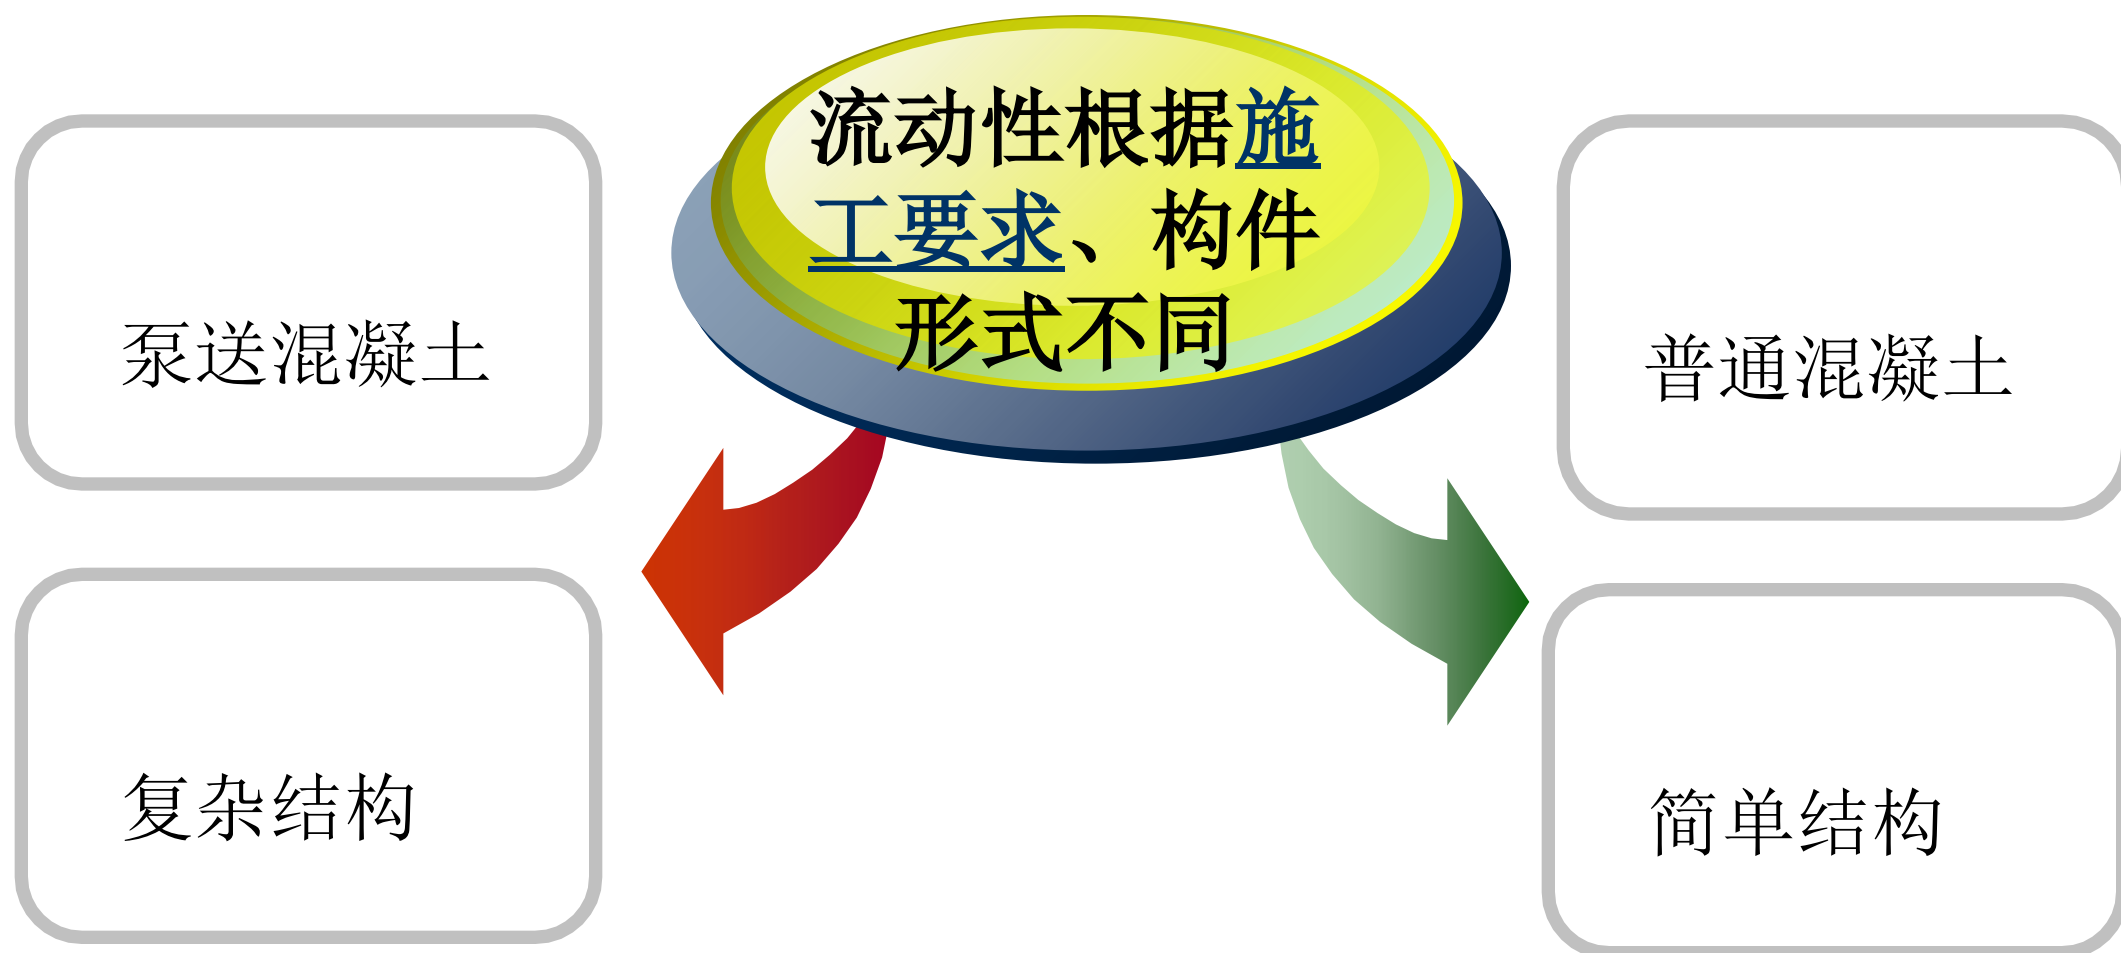 流动性根据施
工要求、构件
形式不同
泵送混凝土
普通混凝土
复杂结构
简单结构